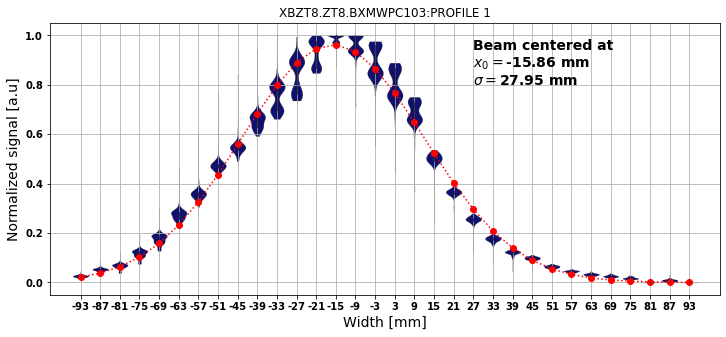 XBZT8.ZT8.BXMWPC103:PROFILE 1
Beam centered at
x₀ = -15.86 mm
σ = 27.95 mm
Normalized signal [a.u]
1.0
0.8
0.6
0.4
0.2
0.0
-93 -87 -81 -75 -69 -63 -57 -51 -45 -39 -33 -27 -21 -15 -9 -3 3 9 15 21 27 33 39 45 51 57 63 69 75 81 87 93
Width [mm]